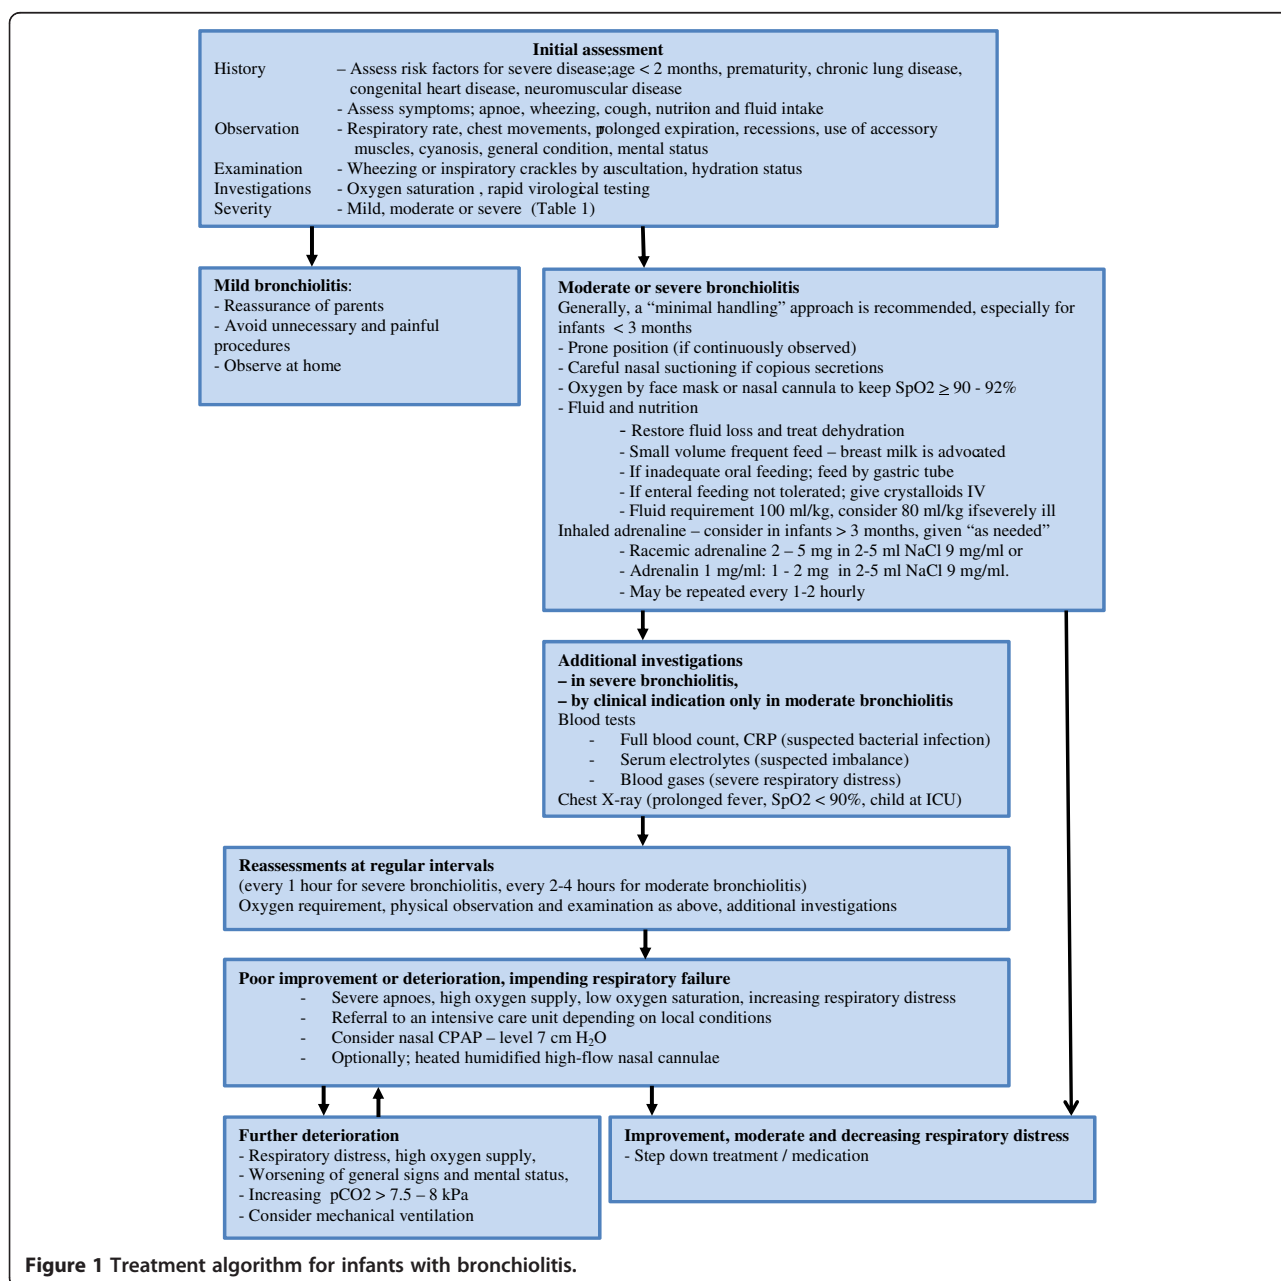 Initial assessment
History – Assess risk factors for severe disease;age < 2 months, prematurity, chronic lung disease,
congenital heart disease, neuromuscular disease
- Assess symptoms; apnoe, wheezing, cough, nutrition and fluid intake
Observation - Respiratory rate, chest movements, prolonged expiration, recessions, use of accessory
muscles, cyanosis, general condition, mental status
Examination - Wheezing or inspiratory crackles by auscultation, hydration status
Investigations - Oxygen saturation , rapid virological testing
Severity - Mild, moderate or severe (Table 1)
Mild bronchiolitis:
- Reassurance of parents
- Avoid unnecessary and painful
procedures
- Observe at home
Moderate or severe bronchiolitis
Generally, a “minimal handling” approach is recommended, especially for
infants < 3 months
- Prone position (if continuously observed)
- Careful nasal suctioning if copious secretions
- Oxygen by face mask or nasal cannula to keep SpO2 ≥ 90 - 92%
- Fluid and nutrition
- Restore fluid loss and treat dehydration
- Small volume frequent feed – breast milk is advocated
- If inadequate oral feeding; feed by gastric tube
- If enteral feeding not tolerated; give crystalloids IV
- Fluid requirement 100 ml/kg, consider 80 ml/kg ifseverely ill
Inhaled adrenaline – consider in infants > 3 months, given “as needed”
- Racemic adrenaline 2 – 5 mg in 2-5 ml NaCl 9 mg/ml or
- Adrenalin 1 mg/ml: 1 - 2 mg in 2-5 ml NaCl 9 mg/ml.
- May be repeated every 1-2 hourly
Additional investigations
– in severe bronchiolitis,
– by clinical indication only in moderate bronchiolitis
Blood tests
- Full blood count, CRP (suspected bacterial infection)
- Serum electrolytes (suspected imbalance)
- Blood gases (severe respiratory distress)
Chest X-ray (prolonged fever, SpO2 < 90%, child at ICU)
Reassessments at regular intervals
(every 1 hour for severe bronchiolitis, every 2-4 hours for moderate bronchiolitis)
Oxygen requirement, physical observation and examination as above, additional investigations
Poor improvement or deterioration, impending respiratory failure
- Severe apnoes, high oxygen supply, low oxygen saturation, increasing respiratory distress
- Referral to an intensive care unit depending on local conditions
- Consider nasal CPAP – level 7 cm H₂O
- Optionally; heated humidified high-flow nasal cannulae
Further deterioration
- Respiratory distress, high oxygen supply,
- Worsening of general signs and mental status,
- Increasing pCO2 > 7.5 – 8 kPa
- Consider mechanical ventilation
Improvement, moderate and decreasing respiratory distress
- Step down treatment / medication
Figure 1 Treatment algorithm for infants with bronchiolitis.